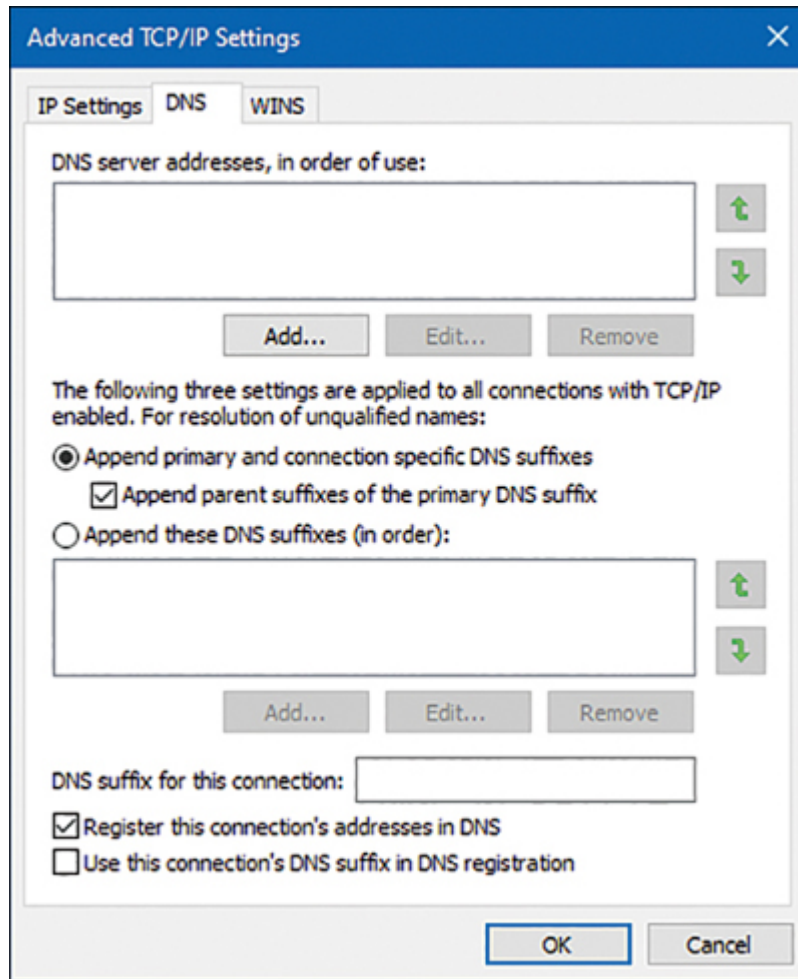 Advanced TCP/IP Settings
IP Settings DNS WINS
DNS server addresses, in order of use:
Add... Edit... Remove
The following three settings are applied to all connections with TCP/IP
enabled. For resolution of unqualified names:
Append primary and connection specific DNS suffixes
Append parent suffixes of the primary DNS suffix
Append these DNS suffixes (in order):
Add... Edit... Remove
DNS suffix for this connection:
Register this connection's addresses in DNS
Use this connection's DNS suffix in DNS registration
OK Cancel